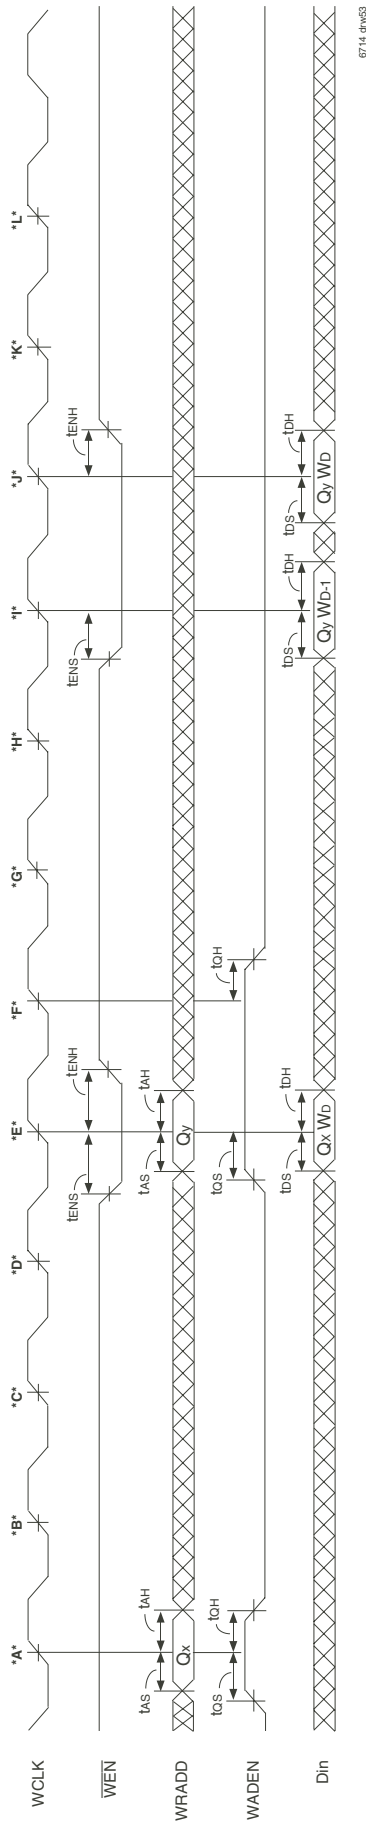 *A* *B* *C* *D* *E* *F* *G* *H* *I* *J* *K* *L*
WCLK
tENS tENH tENS tENH
WEN
tAS tAH tAS tAH
WRADD Qx Qy
tQS tQH tQS tQH
WADEN
tDS tDH tDS tDH tDS tDH
Din Qx WD Qy WD-1 Qy WD
6714 drw53